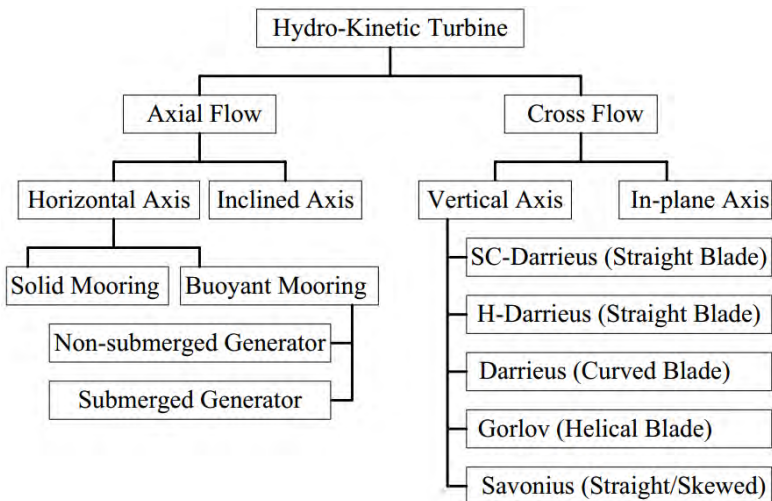 Hydro-Kinetic Turbine
Axial Flow
Cross Flow
Horizontal Axis
Inclined Axis
Vertical Axis
In-plane Axis
Solid Mooring
Buoyant Mooring
Non-submerged Generator
Submerged Generator
SC-Darrieus (Straight Blade)
H-Darrieus (Straight Blade)
Darrieus (Curved Blade)
Gorlov (Helical Blade)
Savonius (Straight/Skewed)